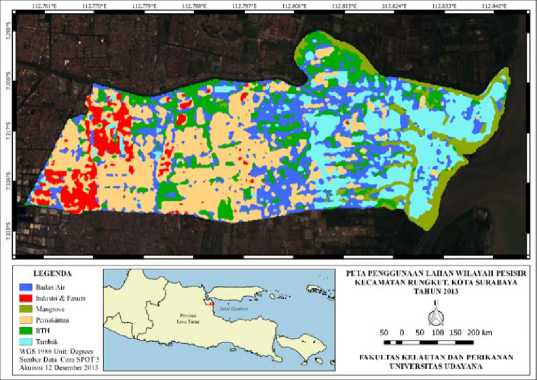 112.761°E 112.770°E 112.779°E 112.788°E 112.797°E 112.806°E 112.815°E 112.824°E 112.833°E 112.842°E
LEGENDA
Badan Air
Industri & Pabrik
Mangrove
Permukiman
RTH
Tambak
WGS 1984 Unit: Degrees
Sumber Data: Citra SPOT 5
Akuisisi 12 Desember 2013
Provinsi
Jawa Timur
Selat Madura
PETA PENGGUNAAN LAHAN WILAYAH PESISIR
KECAMATAN RUNGKUT, KOTA SURABAYA
TAHUN 2013
50 0 50 100 150 200 km
FAKULTAS KELAUTAN DAN PERIKANAN
UNIVERSITAS UDAYANA